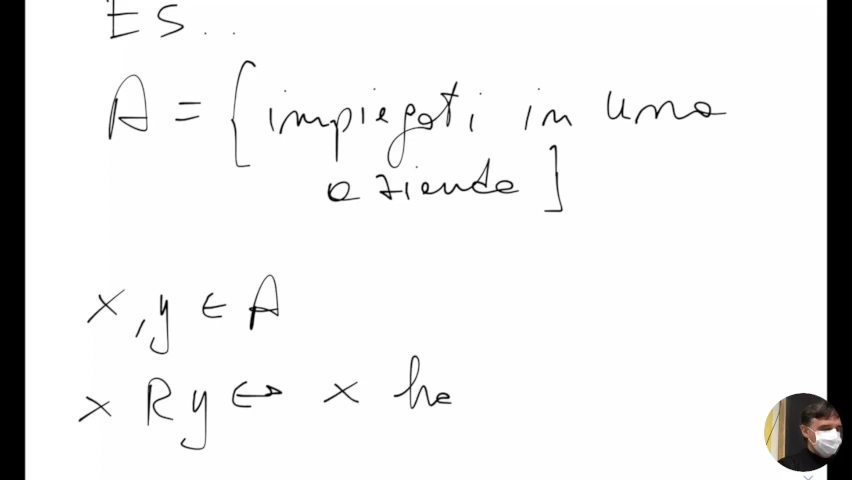 ES..
A = { impiegati in una
azienda ]
x, y ∈ A
x R y ↔ x ha